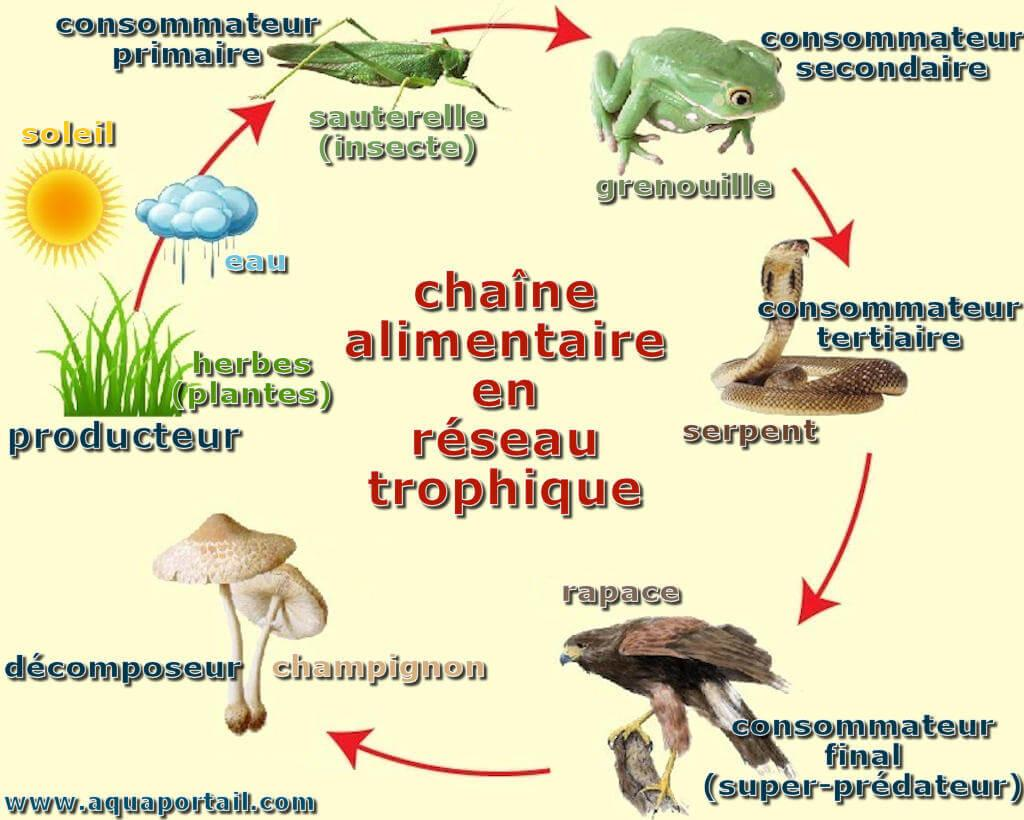 consommateur
primaire
sauterelle
(insecte)
consommateur
secondaire
grenouille
soleil
eau
herbes
(plantes)
producteur
chaîne
alimentaire
en
réseau
trophique
consommateur
tertiaire
serpent
rapace
consommateur
final
(super-prédateur)
décomposeur
champignon
www.aquaportail.com